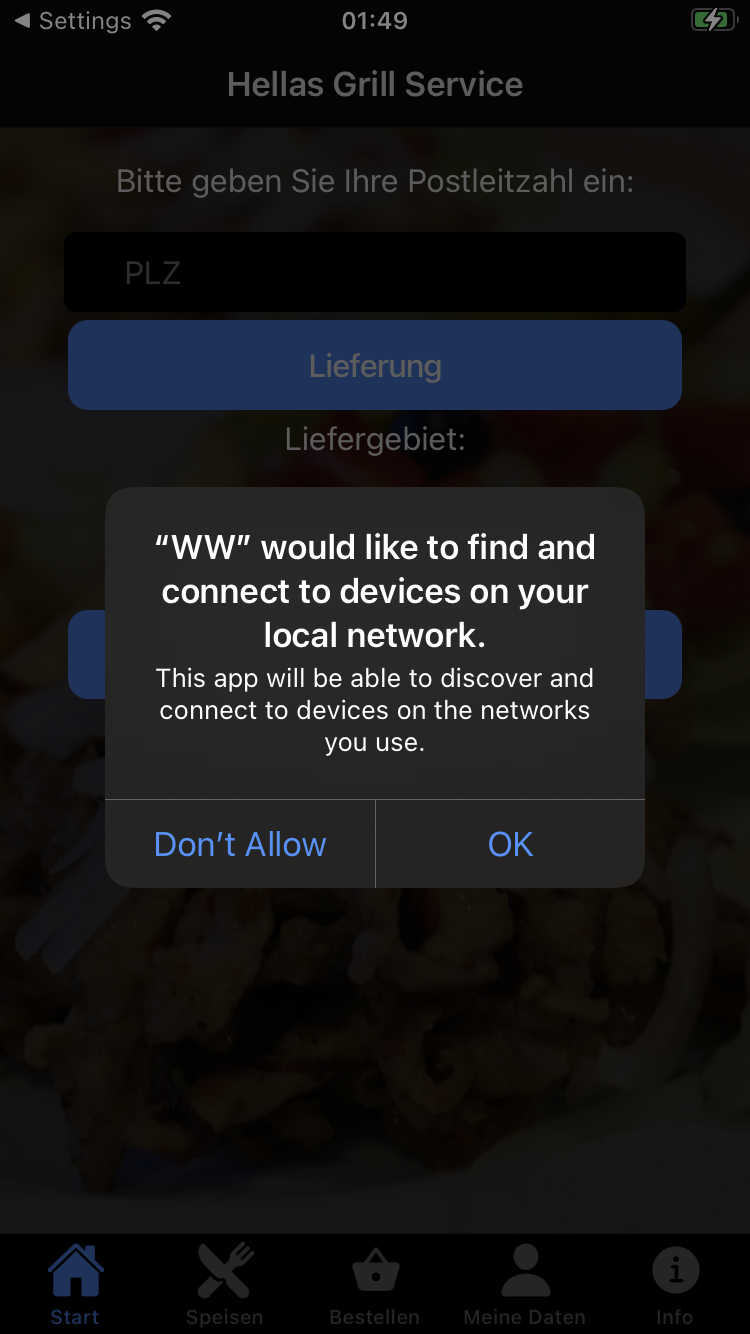 Settings 01:49
Hellas Grill Service
Bitte geben Sie Ihre Postleitzahl ein:
PLZ
Lieferung
Liefergebiet:
“WW” would like to find and
connect to devices on your
local network.
This app will be able to discover and
connect to devices on the networks
you use.
Don’t Allow OK
Start Speisen Bestellen Meine Daten Info